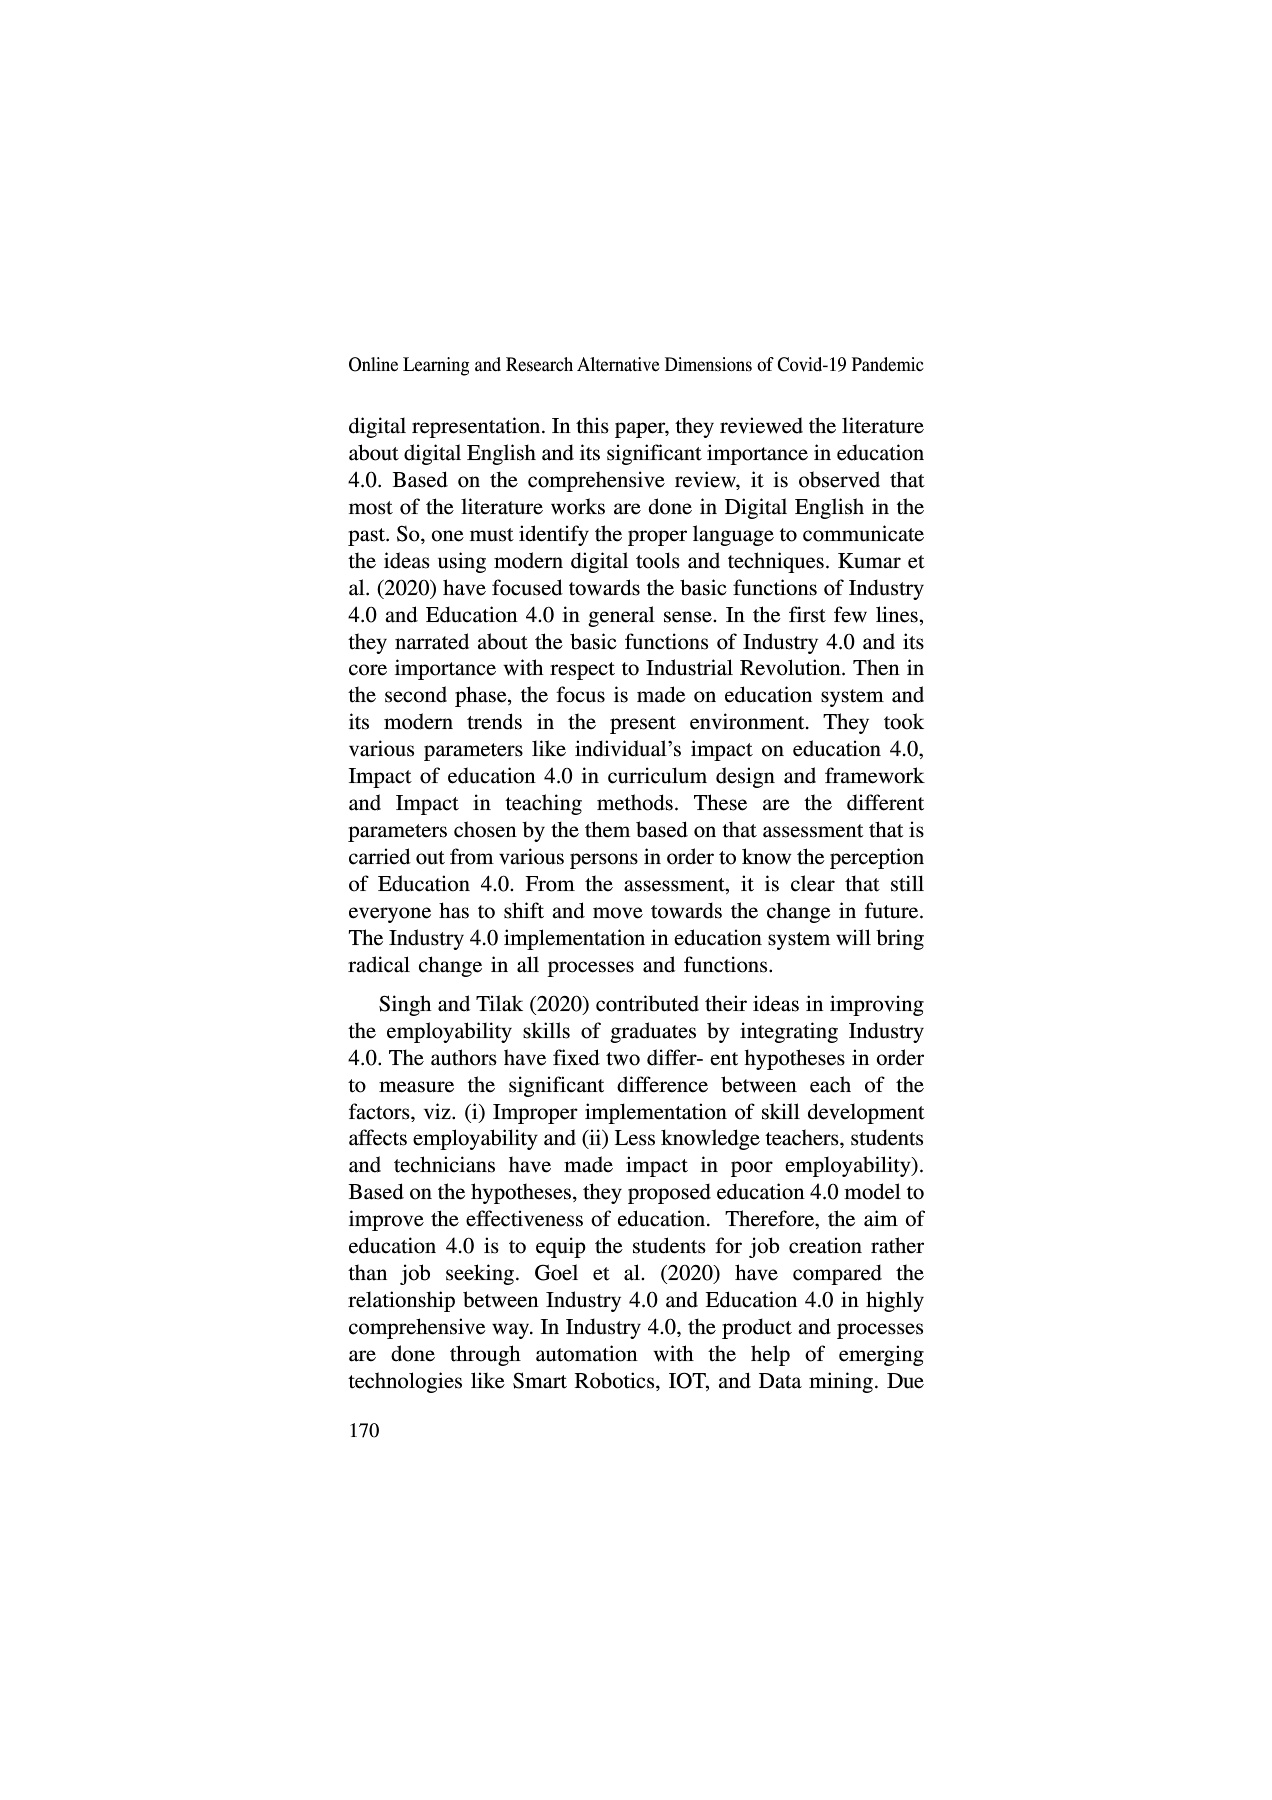 Online Learning and Research Alternative Dimensions of Covid-19 Pandemic
digital representation. In this paper, they reviewed the literature
about digital English and its significant importance in education
4.0. Based on the comprehensive review, it is observed that
most of the literature works are done in Digital English in the
past. So, one must identify the proper language to communicate
the ideas using modern digital tools and techniques. Kumar et
al. (2020) have focused towards the basic functions of Industry
4.0 and Education 4.0 in general sense. In the first few lines,
they narrated about the basic functions of Industry 4.0 and its
core importance with respect to Industrial Revolution. Then in
the second phase, the focus is made on education system and
its modern trends in the present environment. They took
various parameters like individual’s impact on education 4.0,
Impact of education 4.0 in curriculum design and framework
and Impact in teaching methods. These are the different
parameters chosen by the them based on that assessment that is
carried out from various persons in order to know the perception
of Education 4.0. From the assessment, it is clear that still
everyone has to shift and move towards the change in future.
The Industry 4.0 implementation in education system will bring
radical change in all processes and functions.
Singh and Tilak (2020) contributed their ideas in improving
the employability skills of graduates by integrating Industry
4.0. The authors have fixed two differ- ent hypotheses in order
to measure the significant difference between each of the
factors, viz. (i) Improper implementation of skill development
affects employability and (ii) Less knowledge teachers, students
and technicians have made impact in poor employability).
Based on the hypotheses, they proposed education 4.0 model to
improve the effectiveness of education. Therefore, the aim of
education 4.0 is to equip the students for job creation rather
than job seeking. Goel et al. (2020) have compared the
relationship between Industry 4.0 and Education 4.0 in highly
comprehensive way. In Industry 4.0, the product and processes
are done through automation with the help of emerging
technologies like Smart Robotics, IOT, and Data mining. Due
170